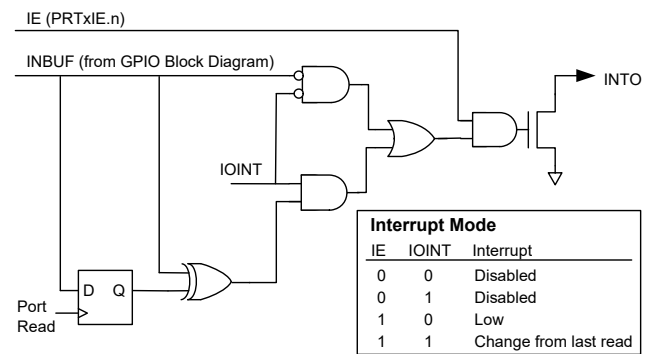 IE (PRTxIE.n)
INBUF (from GPIO Block Diagram)
INTO
IOINT
D Q
Port
Read
Interrupt Mode
IE IOINT Interrupt
0 0 Disabled
0 1 Disabled
1 0 Low
1 1 Change from last read